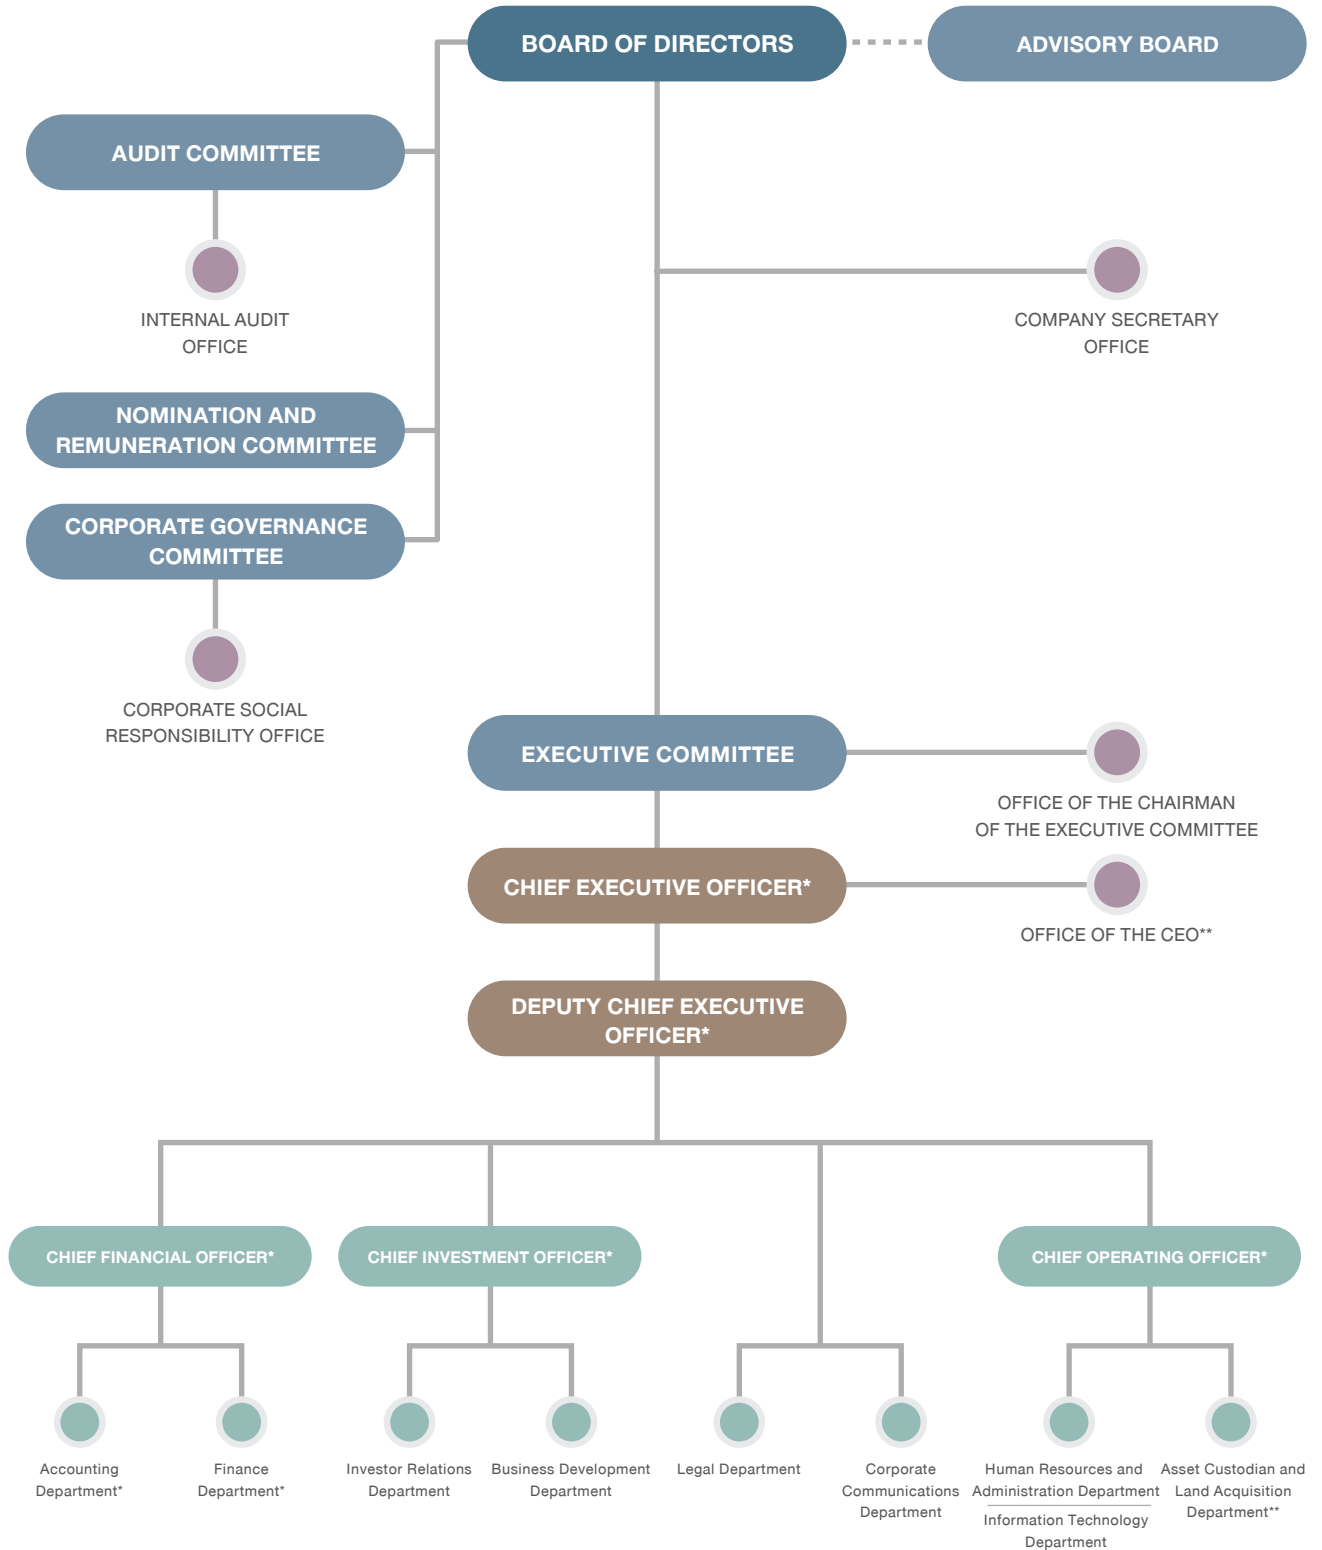 BOARD OF DIRECTORS
ADVISORY BOARD
AUDIT COMMITTEE
INTERNAL AUDIT
OFFICE
COMPANY SECRETARY
OFFICE
NOMINATION AND
REMUNERATION COMMITTEE
CORPORATE GOVERNANCE
COMMITTEE
CORPORATE SOCIAL
RESPONSIBILITY OFFICE
EXECUTIVE COMMITTEE
OFFICE OF THE CHAIRMAN
OF THE EXECUTIVE COMMITTEE
CHIEF EXECUTIVE OFFICER*
OFFICE OF THE CEO**
DEPUTY CHIEF EXECUTIVE
OFFICER*
CHIEF FINANCIAL OFFICER*
CHIEF INVESTMENT OFFICER*
CHIEF OPERATING OFFICER*
Accounting
Department*
Finance
Department*
Investor Relations
Department
Business Development
Department
Legal Department
Corporate
Communications
Department
Human Resources and
Administration Department
Information Technology
Department
Asset Custodian and
Land Acquisition
Department**